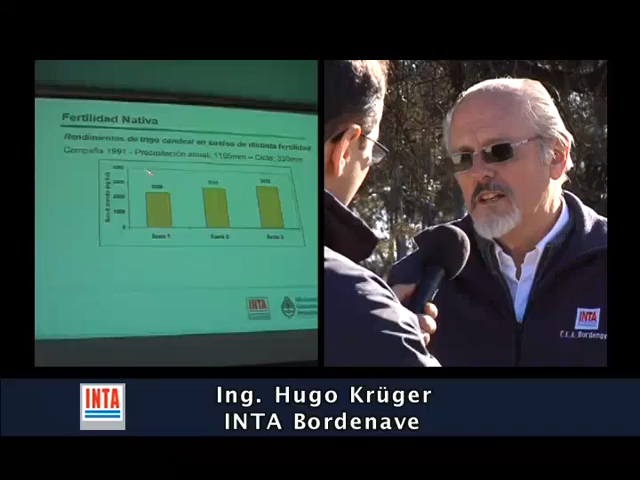 Fertilidad Nativa
Rendimientos de trigo candeal en suelos de distinta fertilidad
Campaña 1991 - Precipitación anual: 1195mm - Ciclo: 330mm
Suelo 1
Suelo 2
Suelo 3
INTA
INTA
C.E.A. Bordenave
INTA
Ing. Hugo Krüger
INTA Bordenave